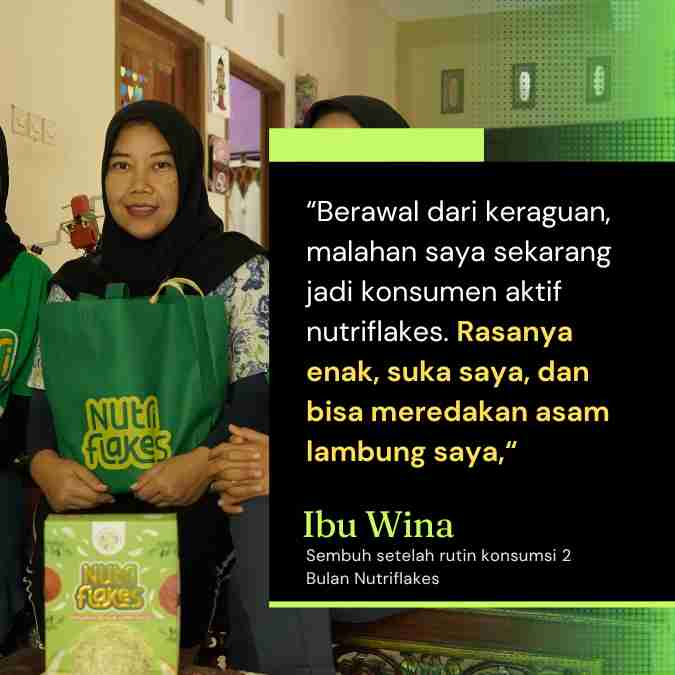 “Berawal dari keraguan,
malahan saya sekarang
jadi konsumen aktif
nutriflakes. Rasanya
enak, suka saya, dan
bisa meredakan asam
lambung saya,“
Ibu Wina
Sembuh setelah rutin konsumsi 2
Bulan Nutriflakes
Nutri
flakes
Nutri
flakes